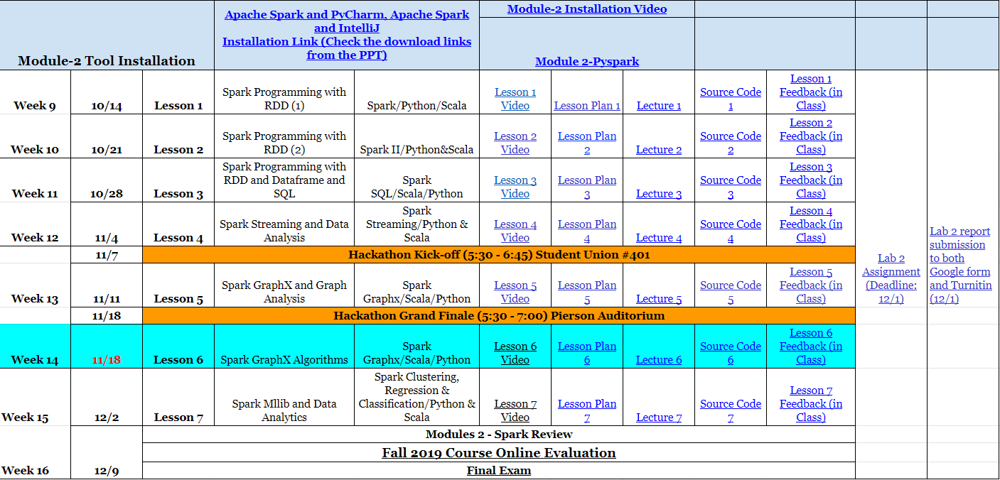 Module-2 Tool Installation
Apache Spark and PyCharm, Apache Spark
and IntelliJ
Installation Link (Check the download links
from the PPT)
Module-2 Installation Video
Module 2-Pyspark
Week 9
10/14
Lesson 1
Spark Programming with
RDD (1)
Spark/Python/Scala
Lesson 1
Video
Lesson Plan 1
Lecture 1
Source Code
1
Lesson 1
Feedback (in
Class)
Week 10
10/21
Lesson 2
Spark Programming with
RDD (2)
Spark II/Python&Scala
Lesson 2
Video
Lesson Plan
2
Lecture 2
Source Code
2
Lesson 2
Feedback (in
Class)
Week 11
10/28
Lesson 3
Spark Programming with
RDD and Dataframe and
SQL
Spark
SQL/Scala/Python
Lesson 3
Video
Lesson Plan
3
Lecture 3
Source Code
3
Lesson 3
Feedback (in
Class)
Week 12
11/4
Lesson 4
Spark Streaming and Data
Analysis
Spark
Streaming/Python &
Scala
Lesson 4
Video
Lesson Plan
4
Lecture 4
Source Code
4
Lesson 4
Feedback (in
Class)
11/7
Hackathon Kick-off (5:30 - 6:45) Student Union #401
Week 13
11/11
Lesson 5
Spark GraphX and Graph
Analysis
Spark
Graphx/Scala/Python
Lesson 5
Video
Lesson Plan
5
Lecture 5
Source Code
5
Lesson 5
Feedback (in
Class)
Lab 2
Assignment
(Deadline:
12/1)
Lab 2 report
submission
to both
Google form
and Turnitin
(12/1)
11/18
Hackathon Grand Finale (5:30 - 7:00) Pierson Auditorium
Week 14
11/18
Lesson 6
Spark GraphX Algorithms
Spark
Graphx/Scala/Python
Lesson 6
Video
Lesson Plan
6
Lecture 6
Source Code
6
Lesson 6
Feedback (in
Class)
Week 15
12/2
Lesson 7
Spark Mllib and Data
Analytics
Spark Clustering,
Regression &
Classification/Python &
Scala
Lesson 7
Video
Lesson Plan
7
Lecture 7
Source Code
7
Lesson 7
Feedback (in
Class)
Week 16
12/9
Modules 2 - Spark Review
Fall 2019 Course Online Evaluation
Final Exam